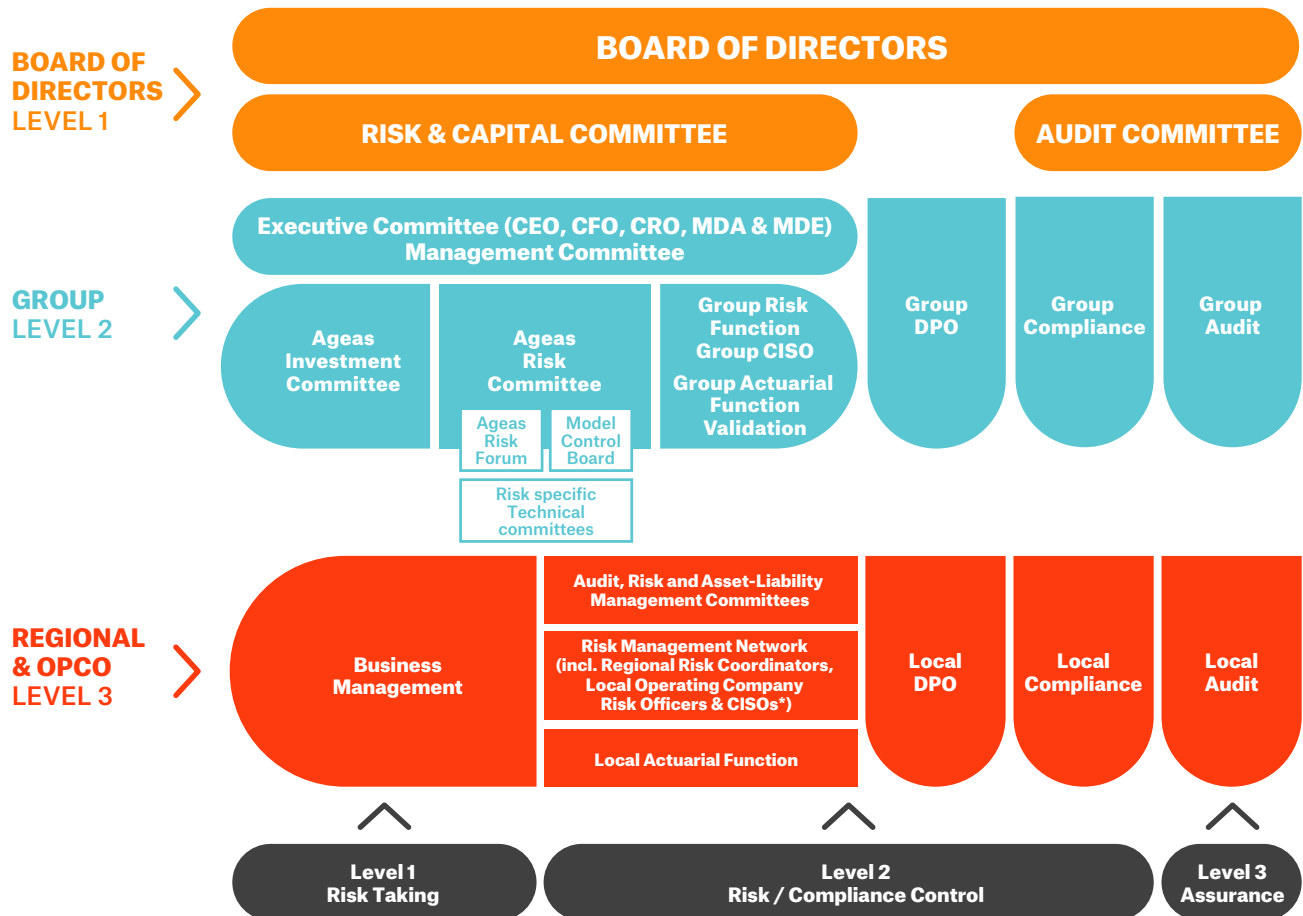 BOARD OF
DIRECTORS
LEVEL 1
BOARD OF DIRECTORS
RISK & CAPITAL COMMITTEE
AUDIT COMMITTEE
GROUP
LEVEL 2
Executive Committee (CEO, CFO, CRO, MDA & MDE)
Management Committee
Ageas
Investment
Committee
Ageas
Risk
Committee
Ageas
Risk
Forum
Model
Control
Board
Risk specific
Technical
committees
Group Risk
Function
Group CISO
Group Actuarial
Function
Validation
Group
DPO
Group
Compliance
Group
Audit
REGIONAL
& OPCO
LEVEL 3
Business
Management
Audit, Risk and Asset-Liability
Management Committees
Risk Management Network
(incl. Regional Risk Coordinators,
Local Operating Company
Risk Officers & CISOs*)
Local Actuarial Function
Local
DPO
Local
Compliance
Local
Audit
Level 1
Risk Taking
Level 2
Risk / Compliance Control
Level 3
Assurance